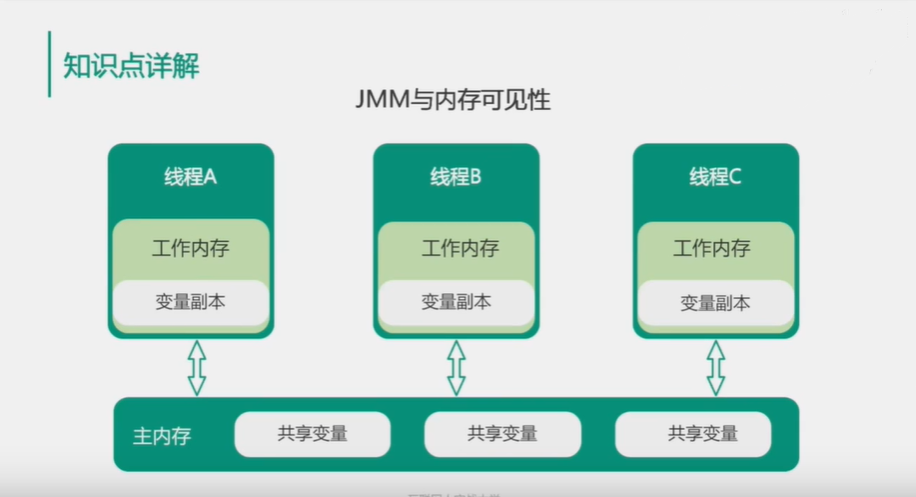 知识点详解
JMM与内存可见性
线程A
线程B
线程C
工作内存
工作内存
工作内存
变量副本
变量副本
变量副本
主内存
共享变量
共享变量
共享变量